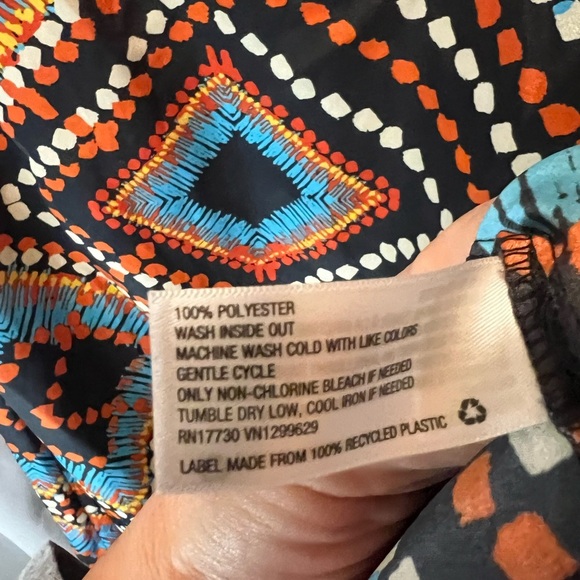 100% POLYESTER
WASH INSIDE OUT
MACHINE WASH COLD WITH LIKE COLORS
GENTLE CYCLE
ONLY NON-CHLORINE BLEACH IF NEEDED
TUMBLE DRY LOW, COOL IRON IF NEEDED
RN17730 VN1299629
LABEL MADE FROM 100% RECYCLED PLASTIC